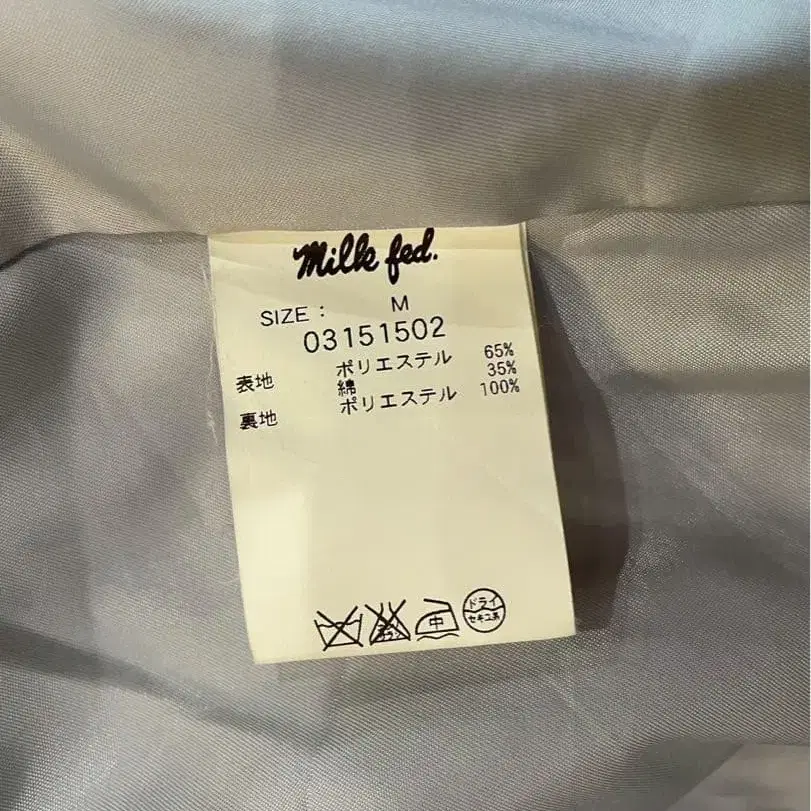 Milk fed.
SIZE : M
03151502
表地 ポリエステル 65%
綿 35%
裏地 ポリエステル 100%
中
ドライ
セキユ系